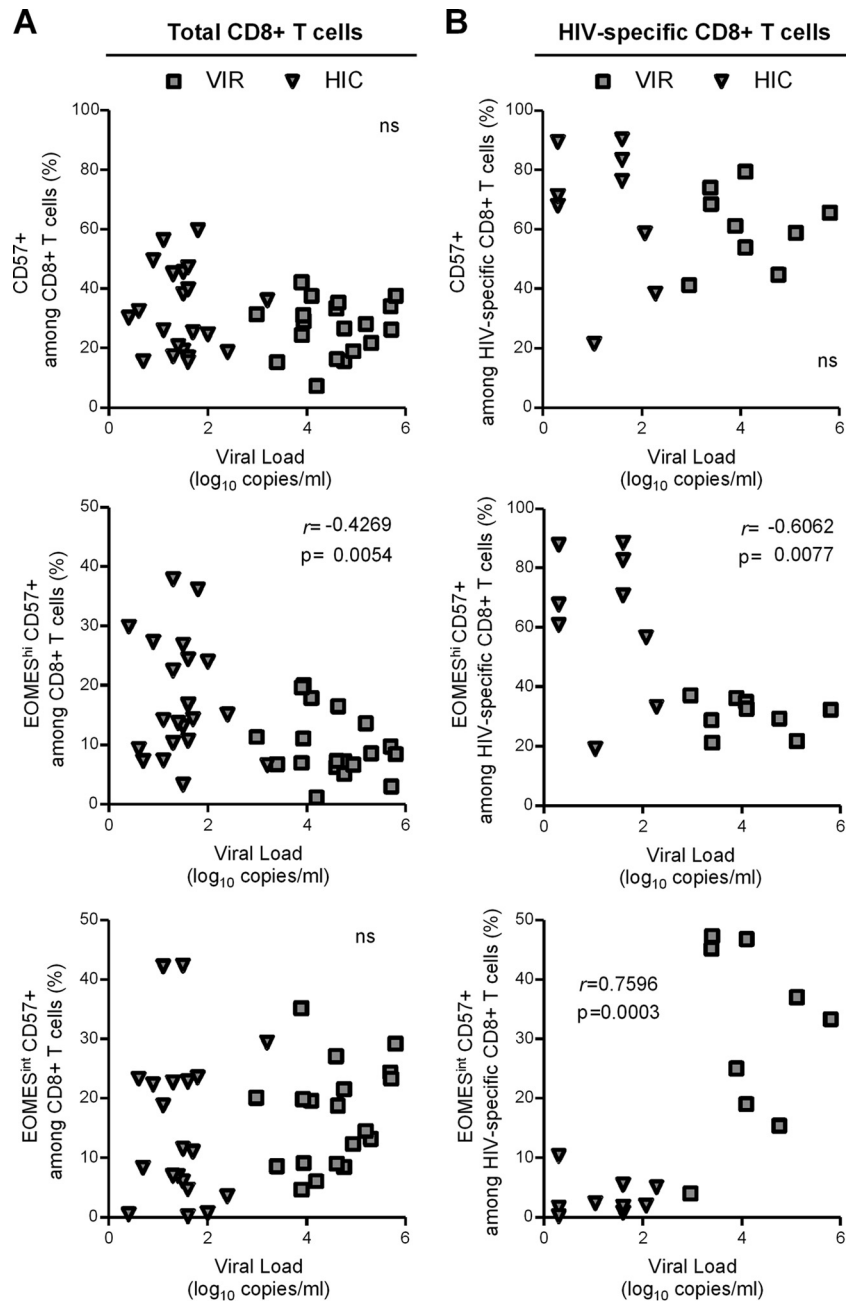 A
Total CD8+ T cells
VIR HIC
CD57+
among CD8+ T cells (%)
100
80
60
40
20
0
ns
0 2 4 6
Viral Load
(log10 copies/ml)
B
HIV-specific CD8+ T cells
VIR HIC
CD57+
among HIV-specific CD8+ T cells (%)
100
80
60
40
20
0
ns
0 2 4 6
Viral Load
(log10 copies/ml)
EOMEShi CD57+
among CD8+ T cells (%)
50
40
30
20
10
0
r= -0.4269
p= 0.0054
0 2 4 6
Viral Load
(log10 copies/ml)
EOMEShi CD57+
among HIV-specific CD8+ T cells (%)
100
80
60
40
20
0
r= -0.6062
p= 0.0077
0 2 4 6
Viral Load
(log10 copies/ml)
EOMESint CD57+
among CD8+ T cells (%)
50
40
30
20
10
0
ns
0 2 4 6
Viral Load
(log10 copies/ml)
EOMESint CD57+
among HIV-specific CD8+ T cells (%)
50
40
30
20
10
0
r=0.7596
p=0.0003
0 2 4 6
Viral Load
(log10 copies/ml)